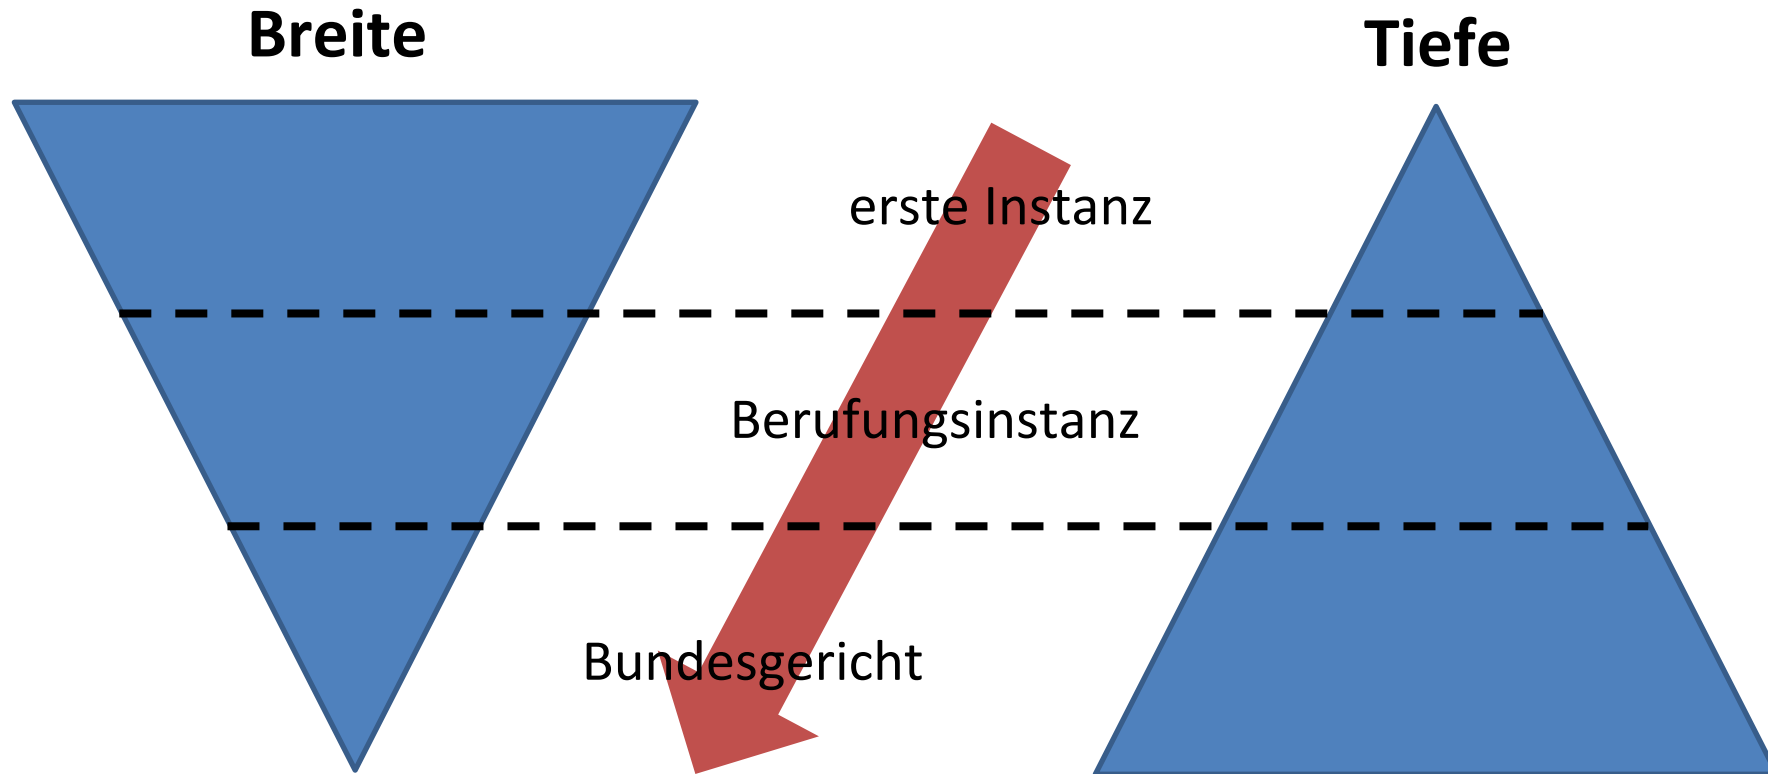 Breite
Tiefe
erste Instanz
Berufungsinstanz
Bundesgericht